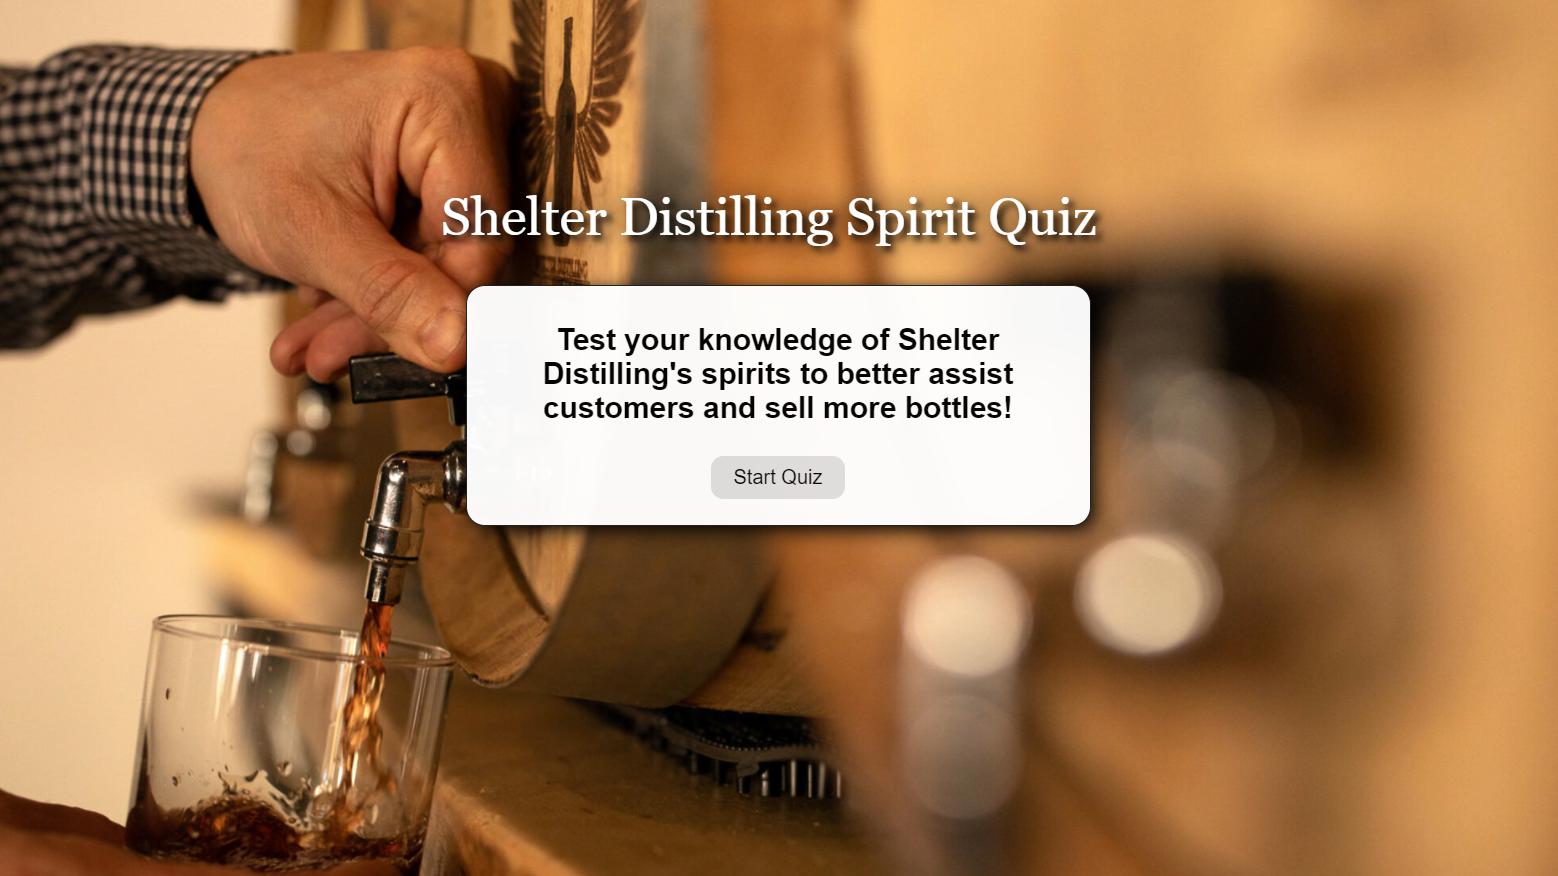 Shelter Distilling Spirit Quiz
Test your knowledge of Shelter
Distilling's spirits to better assist
customers and sell more bottles!
Start Quiz